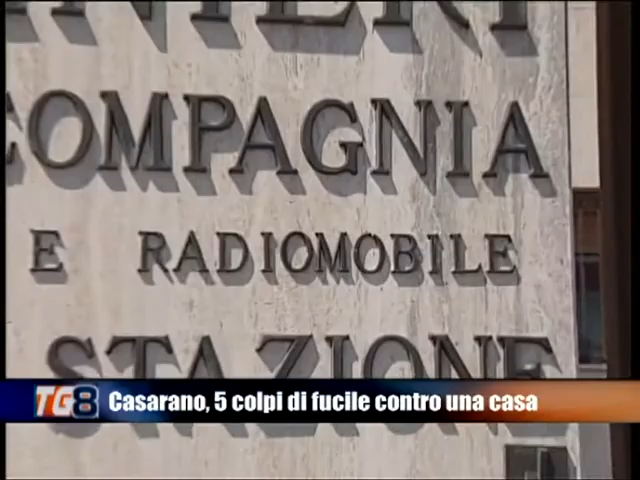 COMPAGNIA
E RADIOMOBILE
STAZIONE
TG8 Casarano, 5 colpi di fucile contro una casa